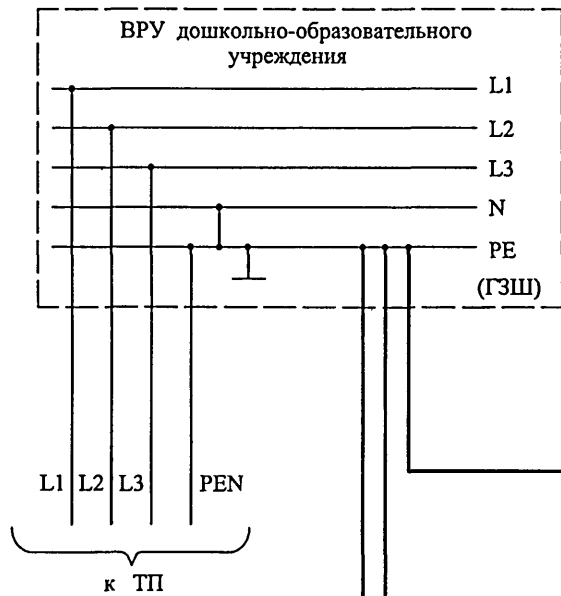 ВРУ дошкольно-образовательного
учреждения
L1
L2
L3
N
PE
(ГЗШ)
L1 L2 L3 PEN
к ТП